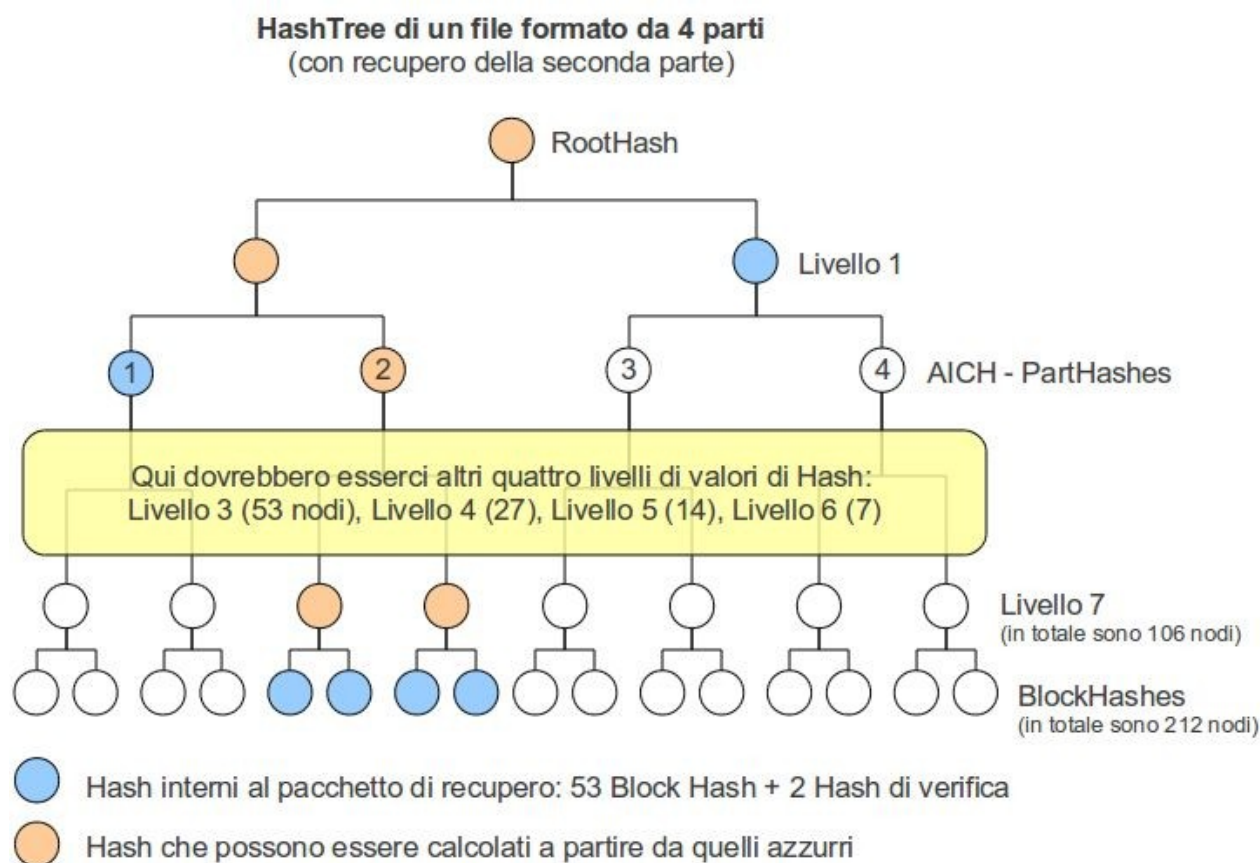 HashTree di un file formato da 4 parti
(con recupero della seconda parte)
RootHash
Livello 1
1
2
3
4
AICH - PartHashes
Qui dovrebbero esserci altri quattro livelli di valori di Hash:
Livello 3 (53 nodi), Livello 4 (27), Livello 5 (14), Livello 6 (7)
Livello 7
(in totale sono 106 nodi)
BlockHashes
(in totale sono 212 nodi)
Hash interni al pacchetto di recupero: 53 Block Hash + 2 Hash di verifica
Hash che possono essere calcolati a partire da quelli azzurri